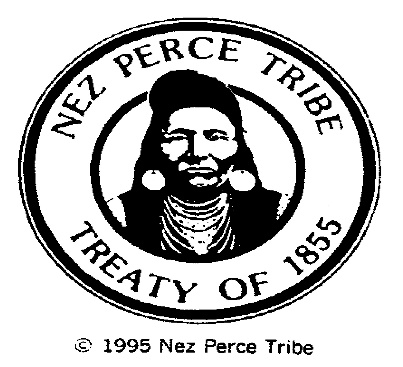 NEZ PERCE TRIBE
TREATY OF 1855
© 1995 Nez Perce Tribe